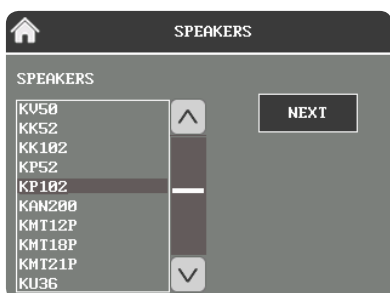 SPEAKERS
SPEAKERS
NEXT
KV50
KK52
KK102
KP52
KP102
KAN200
KMT12P
KMT18P
KMT21P
KU36